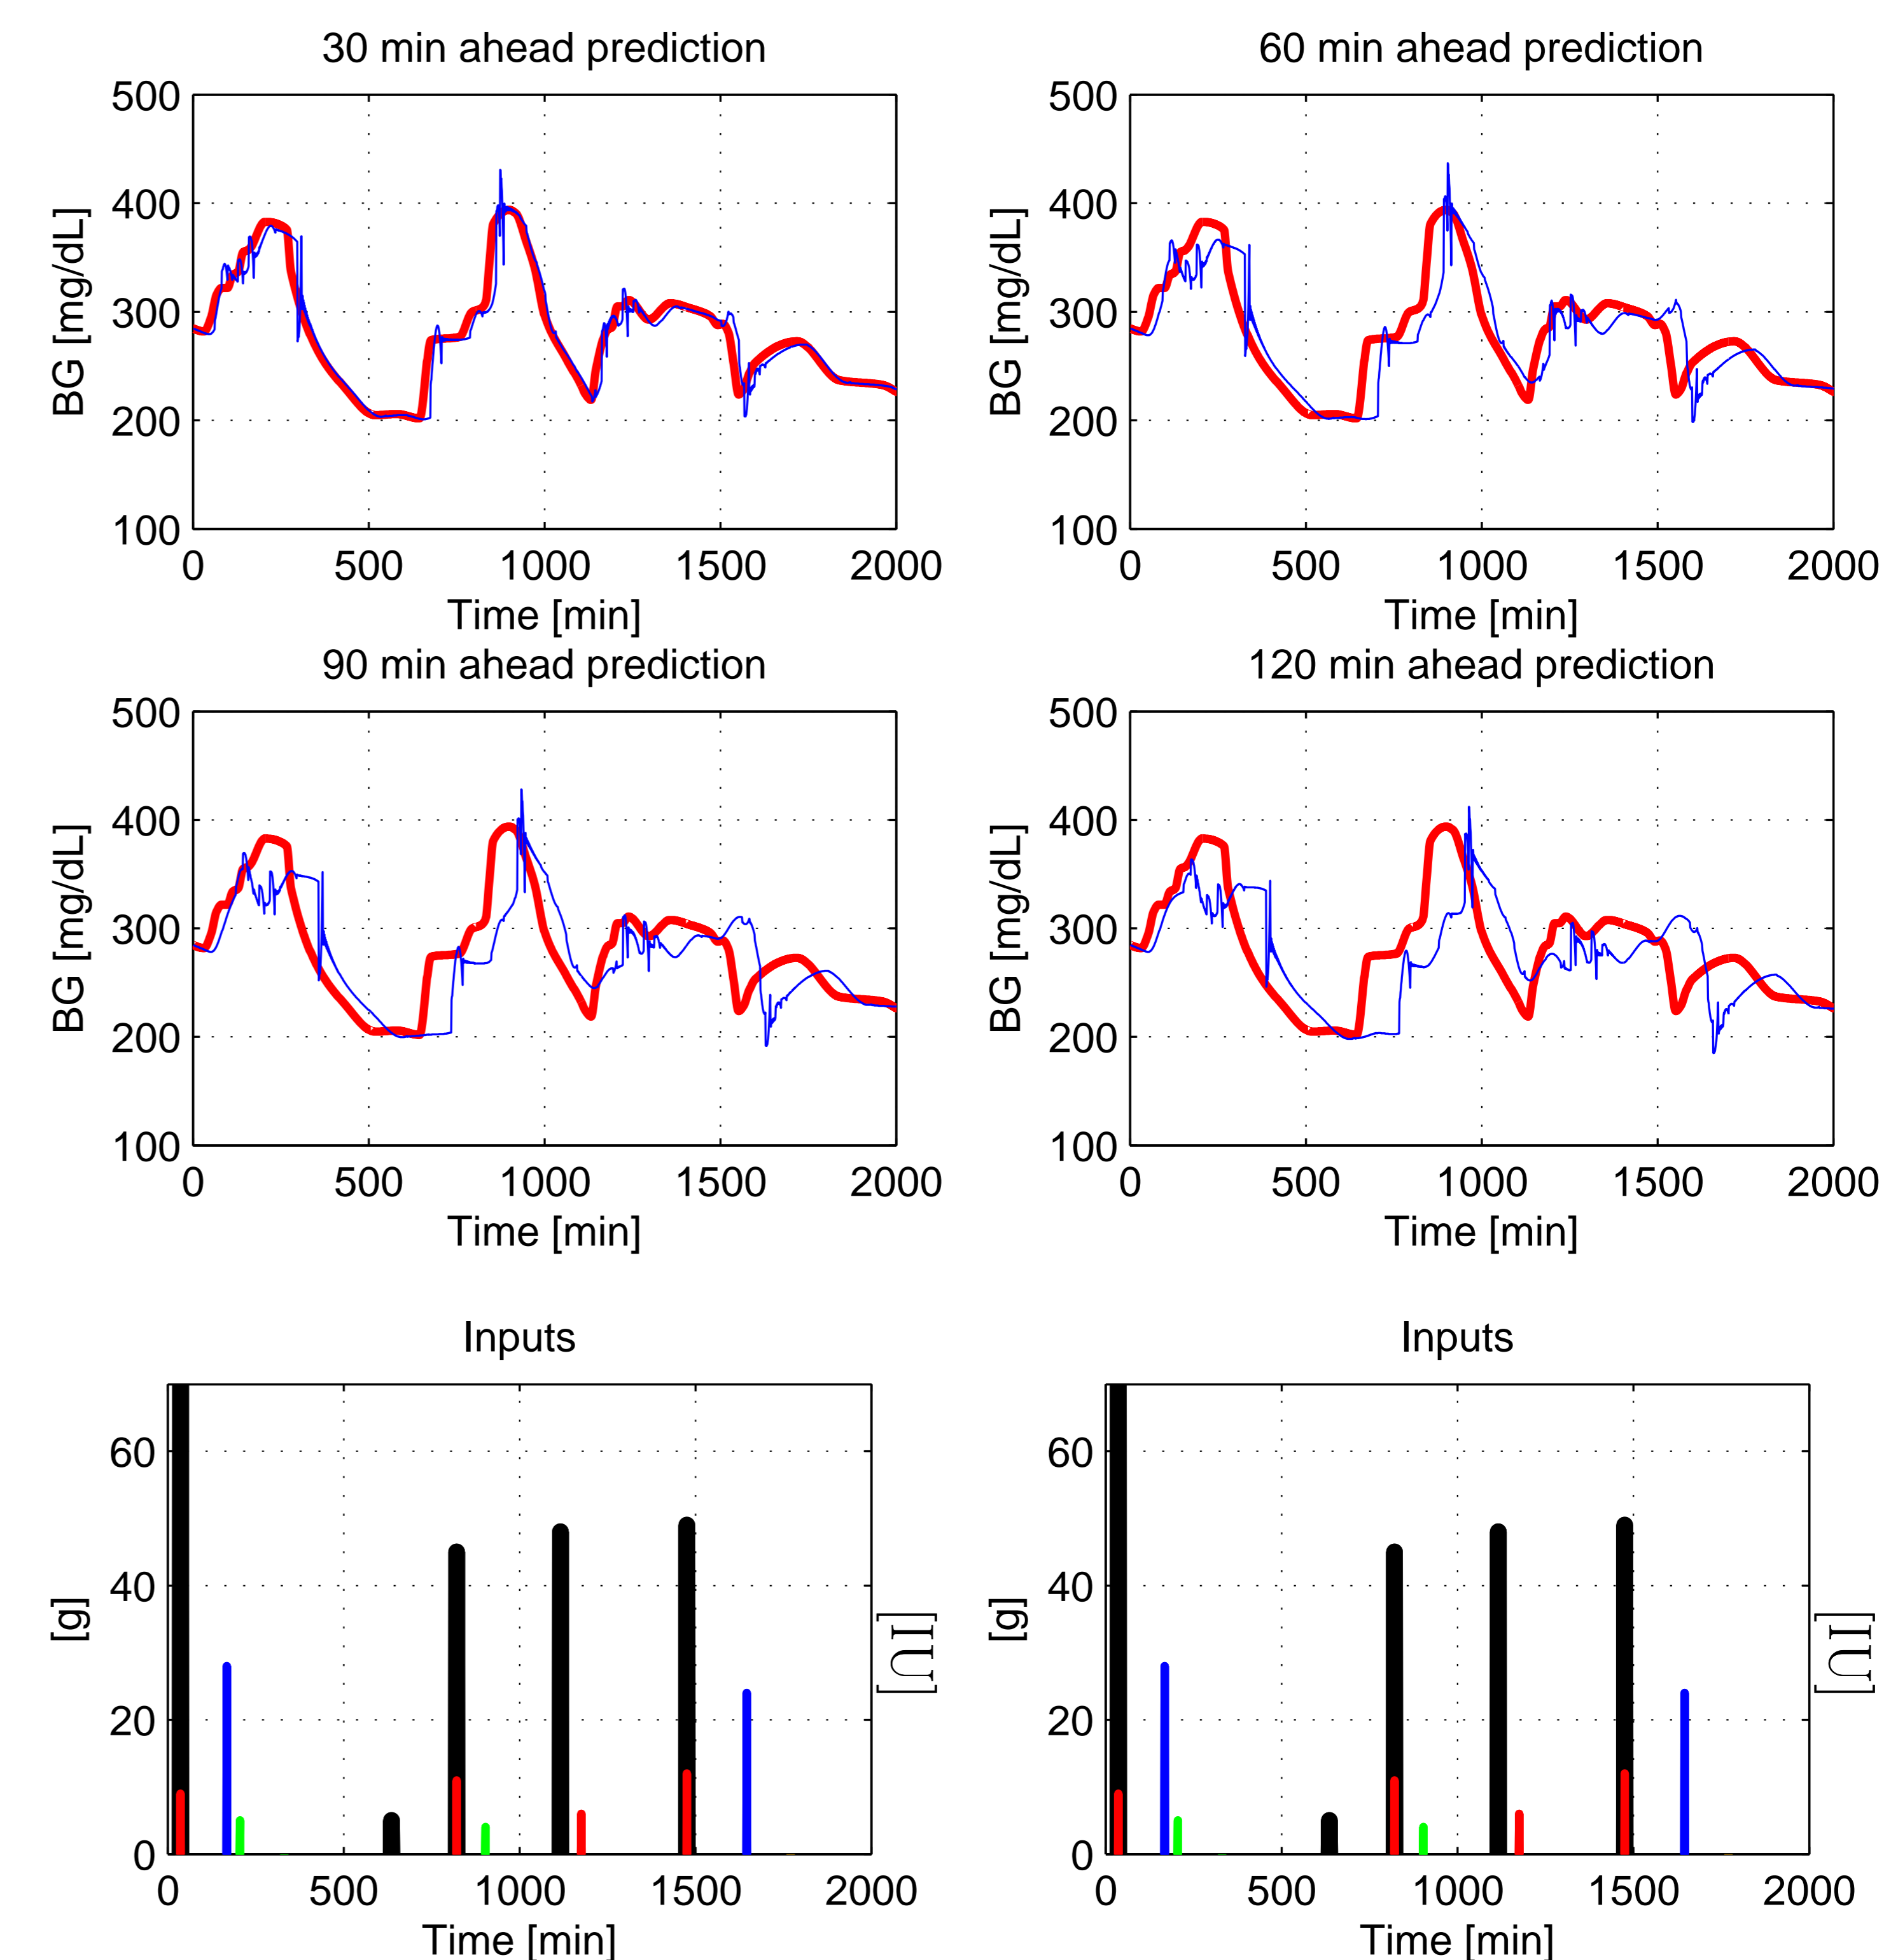 30 min ahead prediction
60 min ahead prediction
500
400
300
200
100
BG [mg/dL]
0 500 1000 1500 2000
Time [min]
500
400
300
200
100
BG [mg/dL]
0 500 1000 1500 2000
Time [min]
90 min ahead prediction
120 min ahead prediction
500
400
300
200
100
BG [mg/dL]
0 500 1000 1500 2000
Time [min]
500
400
300
200
100
BG [mg/dL]
0 500 1000 1500 2000
Time [min]
Inputs
Inputs
60
40
20
0
[g]
[IU]
0 500 1000 1500 2000
Time [min]
60
40
20
0
[g]
[IU]
0 500 1000 1500 2000
Time [min]